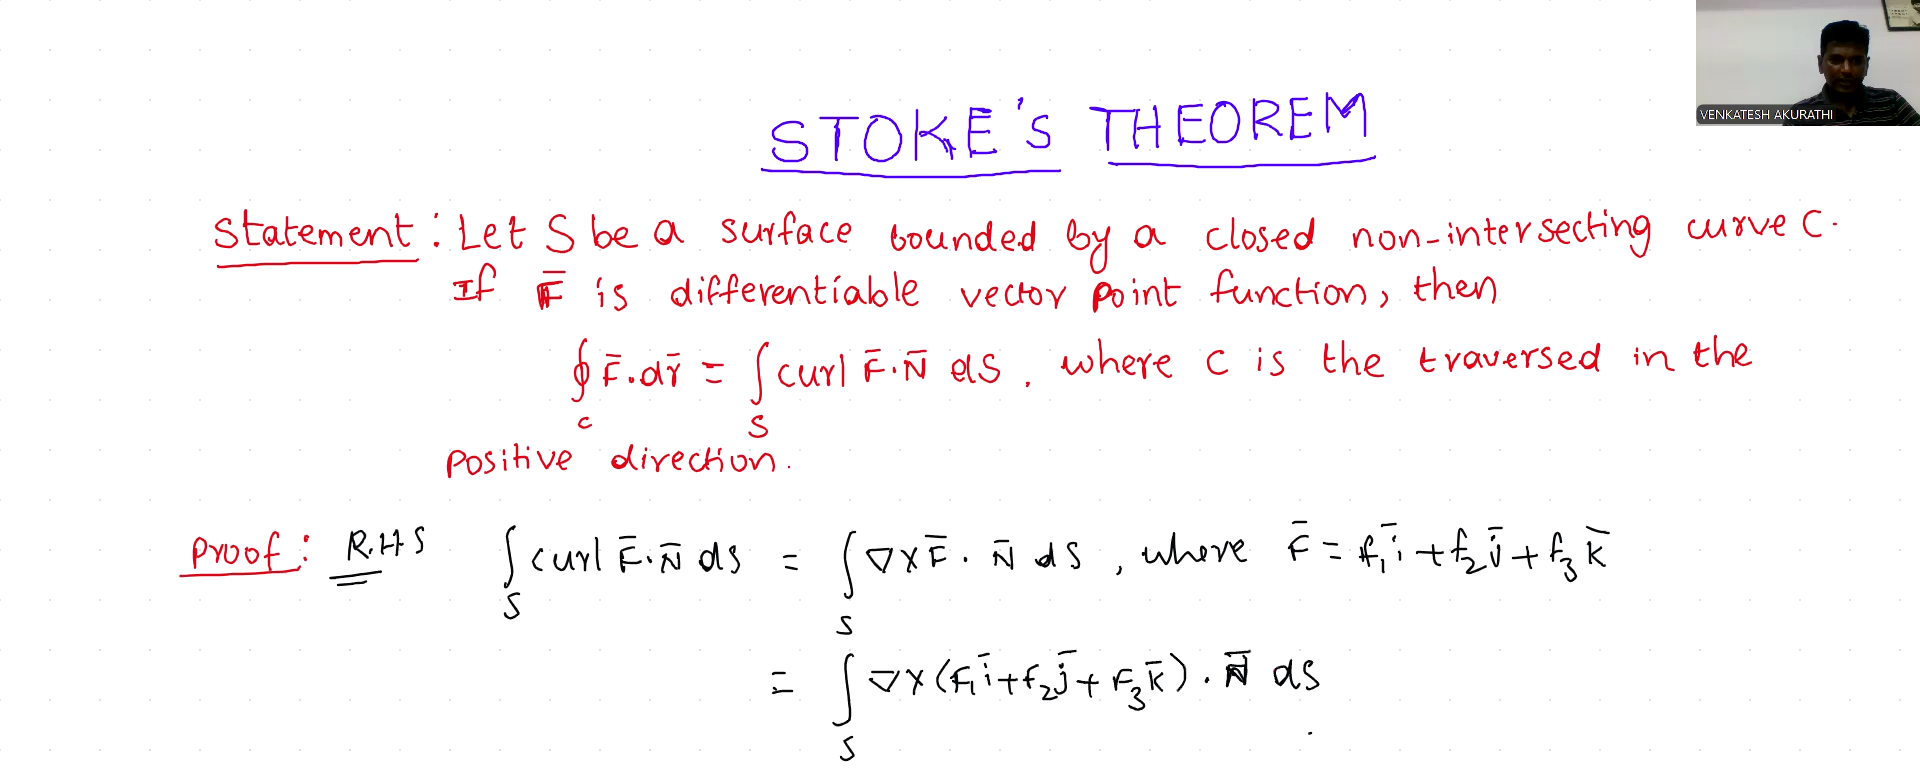 VENKATESH AKURATHI
STOKE's THEOREM
Statement: Let S be a surface bounded by a closed non-intersecting curve C.
If F̅ is differentiable vector point function, then
∮_C F̅.dr̅ = ∫_S curl F̅.N̅ ds, where C is the traversed in the
positive direction.
Proof: R.H.S ∫_S curl F̅.N̅ ds = ∫_S ∇×F̅. N̅ ds, where F̅ = f₁i̅+f₂j̅+f₃k̅
= ∫_S ∇×(F₁i̅+f₂j̅+F₃k̅). N̅ ds